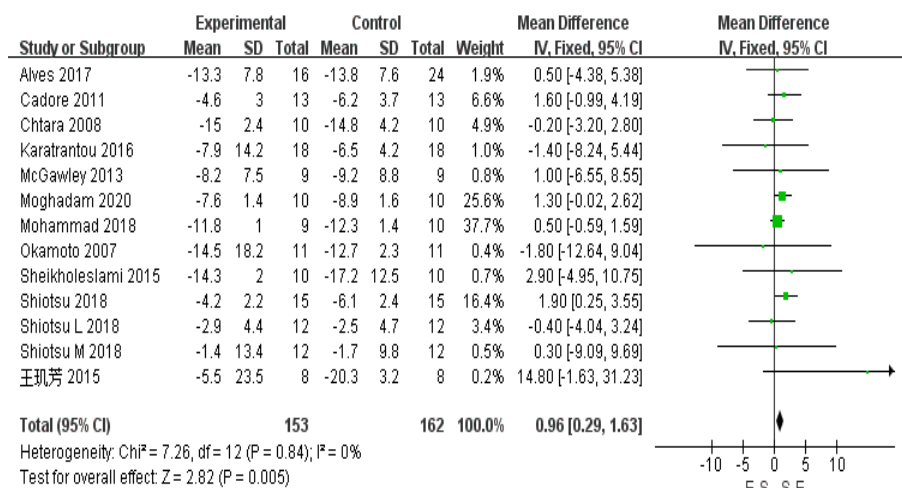 Experimental Control Mean Difference Mean Difference
Study or Subgroup Mean SD Total Mean SD Total Weight IV, Fixed, 95% CI IV, Fixed, 95% CI
Alves 2017 -13.3 7.8 16 -13.8 7.6 24 1.9% 0.50 [-4.38, 5.38]
Cadore 2011 -4.6 3 13 -6.2 3.7 13 6.6% 1.60 [-0.99, 4.19]
Chtara 2008 -15 2.4 10 -14.8 4.2 10 4.9% -0.20 [-3.20, 2.80]
Karatrantou 2016 -7.9 14.2 18 -6.5 4.2 18 1.0% -1.40 [-8.24, 5.44]
McGawley 2013 -8.2 7.5 9 -9.2 8.8 9 0.8% 1.00 [-6.55, 8.55]
Moghadam 2020 -7.6 1.4 10 -8.9 1.6 10 25.6% 1.30 [-0.02, 2.62]
Mohammad 2018 -11.8 1 9 -12.3 1.4 10 37.7% 0.50 [-0.59, 1.59]
Okamoto 2007 -14.5 18.2 11 -12.7 2.3 11 0.4% -1.80 [-12.64, 9.04]
Sheikholeslami 2015 -14.3 2 10 -17.2 12.5 10 0.7% 2.90 [-4.95, 10.75]
Shiotsu 2018 -4.2 2.2 15 -6.1 2.4 15 16.4% 1.90 [0.25, 3.55]
Shiotsu L 2018 -2.9 4.4 12 -2.5 4.7 12 3.4% -0.40 [-4.04, 3.24]
Shiotsu M 2018 -1.4 13.4 12 -1.7 9.8 12 0.5% 0.30 [-9.09, 9.69]
王玑芳 2015 -5.5 23.5 8 -20.3 3.2 8 0.2% 14.80 [-1.63, 31.23]
Total (95% CI) 153 162 100.0% 0.96 [0.29, 1.63]
Heterogeneity: Chi² = 7.26, df = 12 (P = 0.84); I² = 0%
Test for overall effect: Z = 2.82 (P = 0.005)
-10 -5 0 5 10